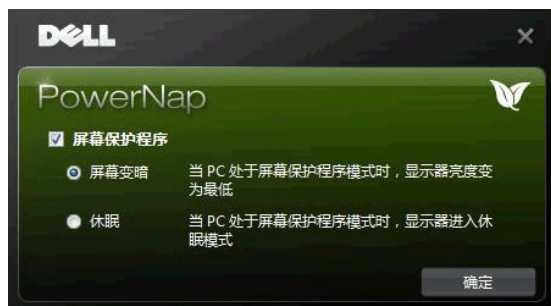 DELL
PowerNap
屏幕保护程序
屏幕变暗 当 PC 处于屏幕保护程序模式时，显示器亮度变
为最低
休眠 当 PC 处于屏幕保护程序模式时，显示器进入休
眠模式
确定